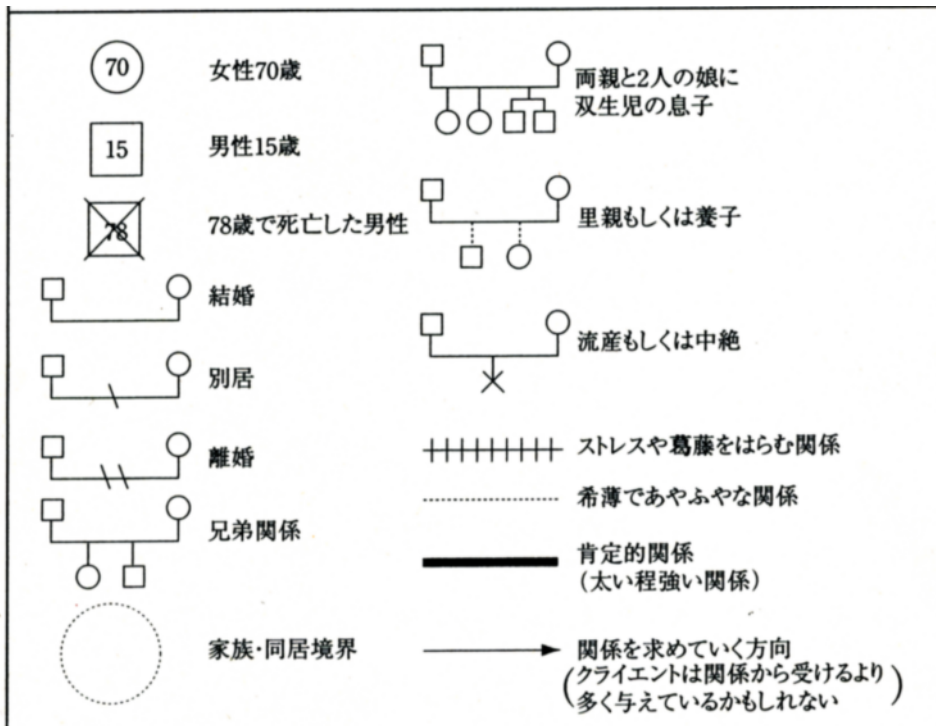 70
女性70歳
15
男性15歳
78
78歳で死亡した男性
結婚
別居
離婚
兄弟関係
家族・同居境界
両親と2人の娘に
双生児の息子
里親もしくは養子
流産もしくは中絶
ストレスや葛藤をはらむ関係
希薄であやふやな関係
肯定的関係
(太い程強い関係)
関係を求めていく方向
(クライエントは関係から受けるより
多く与えているかもしれない)